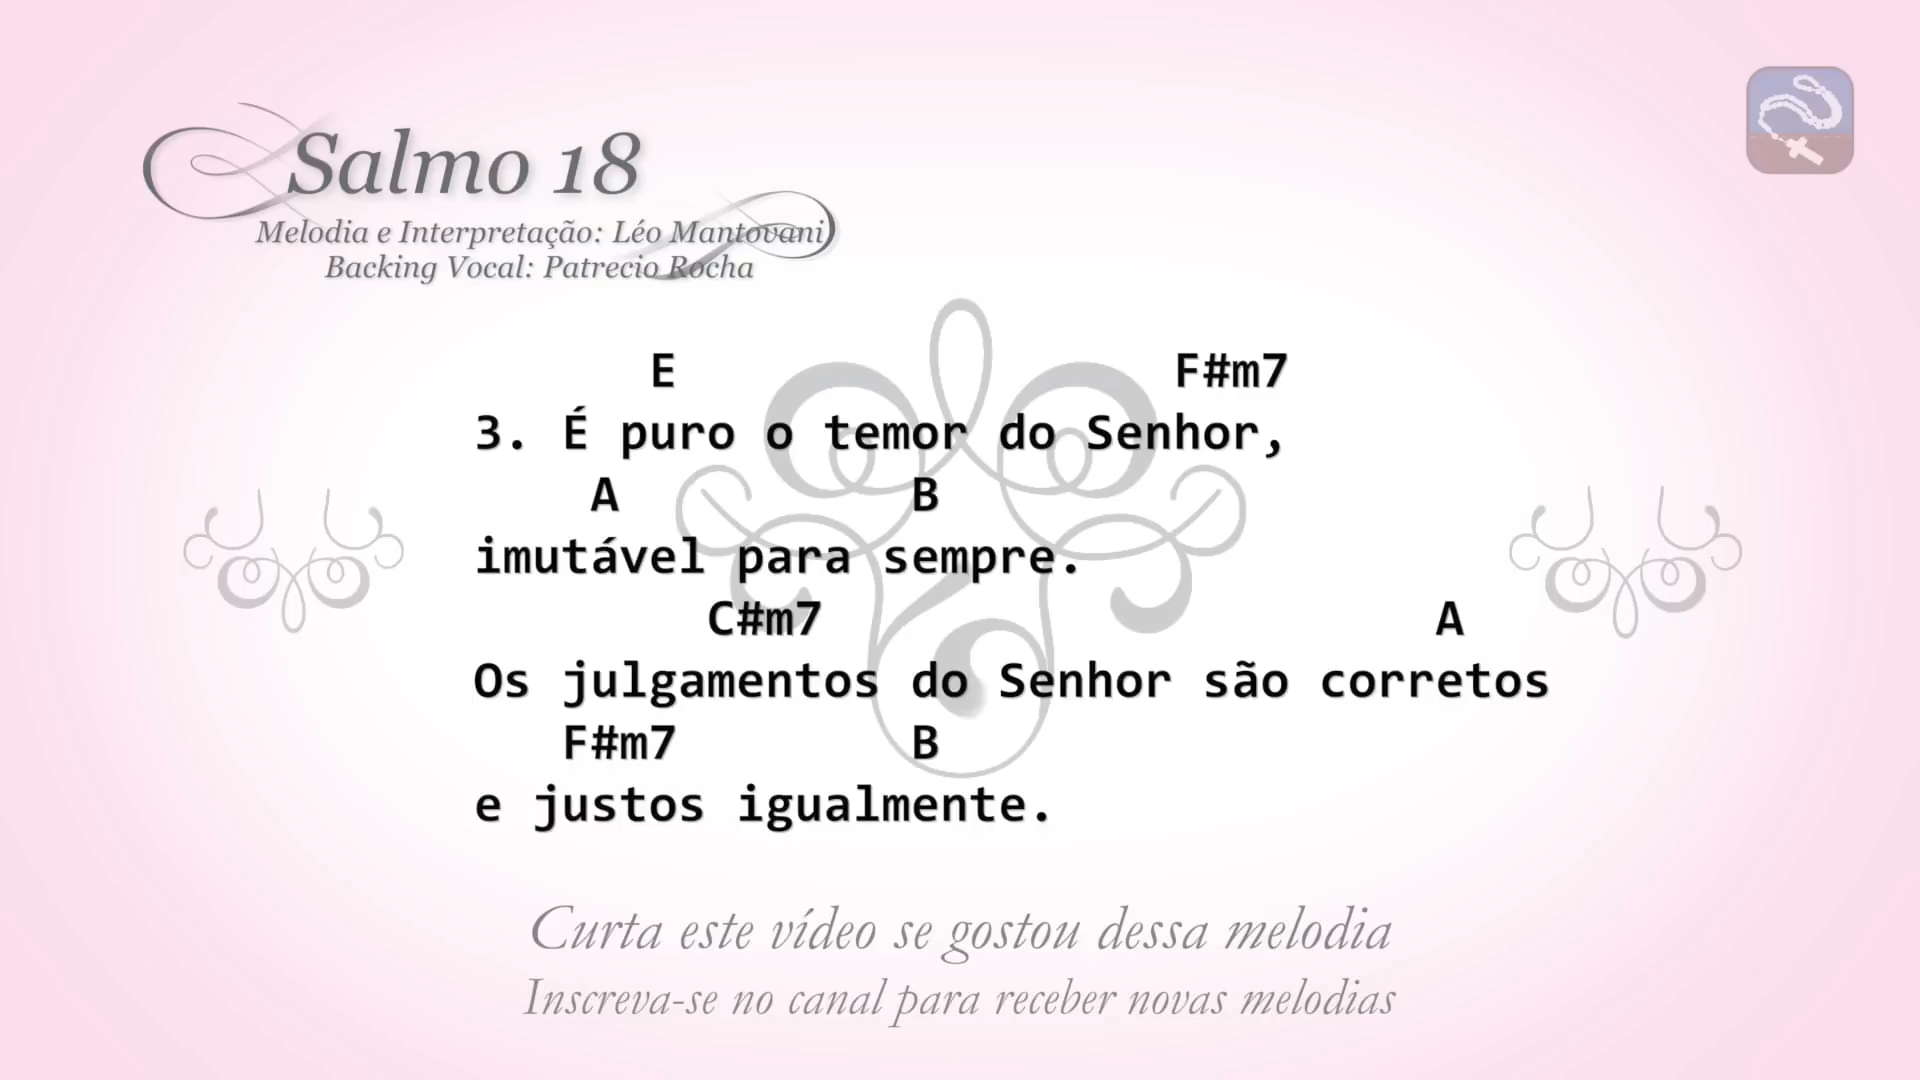 Salmo 18
Melodia e Interpretação: Léo Mantovani
Backing Vocal: Patrecio Rocha
E F#m7
3. É puro o temor do Senhor,
A B
imutável para sempre.
C#m7 A
Os julgamentos do Senhor são corretos
F#m7 B
e justos igualmente.
Curta este vídeo se gostou dessa melodia
Inscreva-se no canal para receber novas melodias